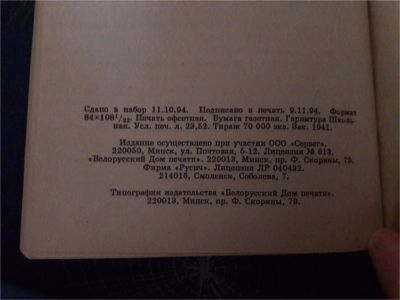 Сдано в набор 11.10.94. Подписано в печать 9.11.94. Формат
84×108¹/₃₂. Печать офсетная. Бумага газетная. Гарнитура Школь-
ная. Усл. печ. л. 23,52. Тираж 70 000 экз. Зак. 1041.
Издание осуществлено при участии ООО «Сервег».
220050, Минск, ул. Почтовая, 5-12. Лицензия № 613.
«Белорусский Дом печати». 220013, Минск, пр. Ф. Скорины, 79.
Фирма «Русич». Лицензия ЛР 040432.
214016, Смоленск, Соболева, 7.
Типография издательства «Белорусский Дом печати».
220013, Минск, пр. Ф. Скорины, 79.